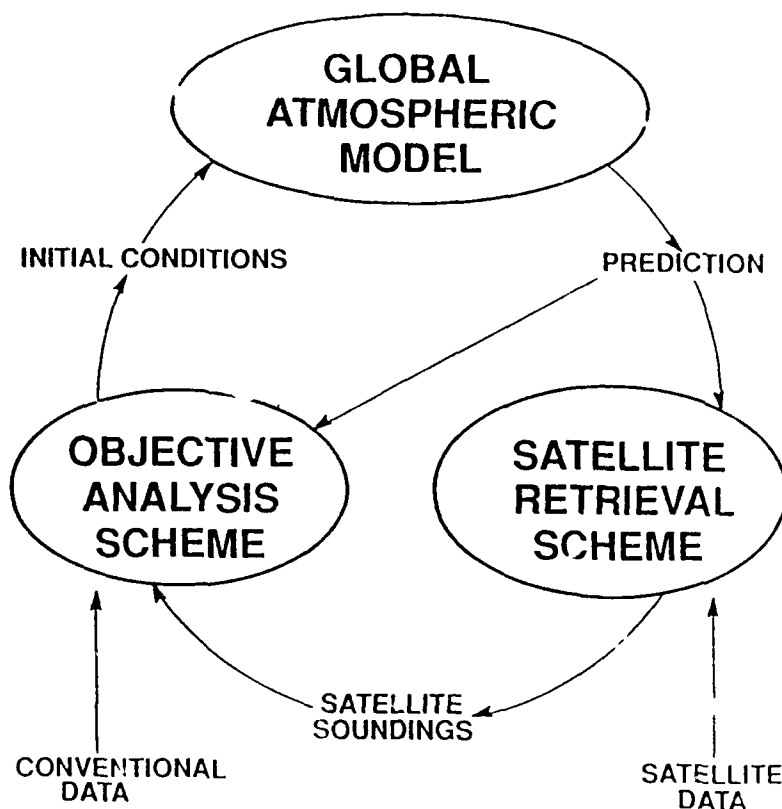 GLOBAL
ATMOSPHERIC
MODEL
INITIAL CONDITIONS
PREDICTION
OBJECTIVE
ANALYSIS
SCHEME
SATELLITE
RETRIEVAL
SCHEME
SATELLITE
SOUNDINGS
CONVENTIONAL
DATA
SATELLITE
DATA